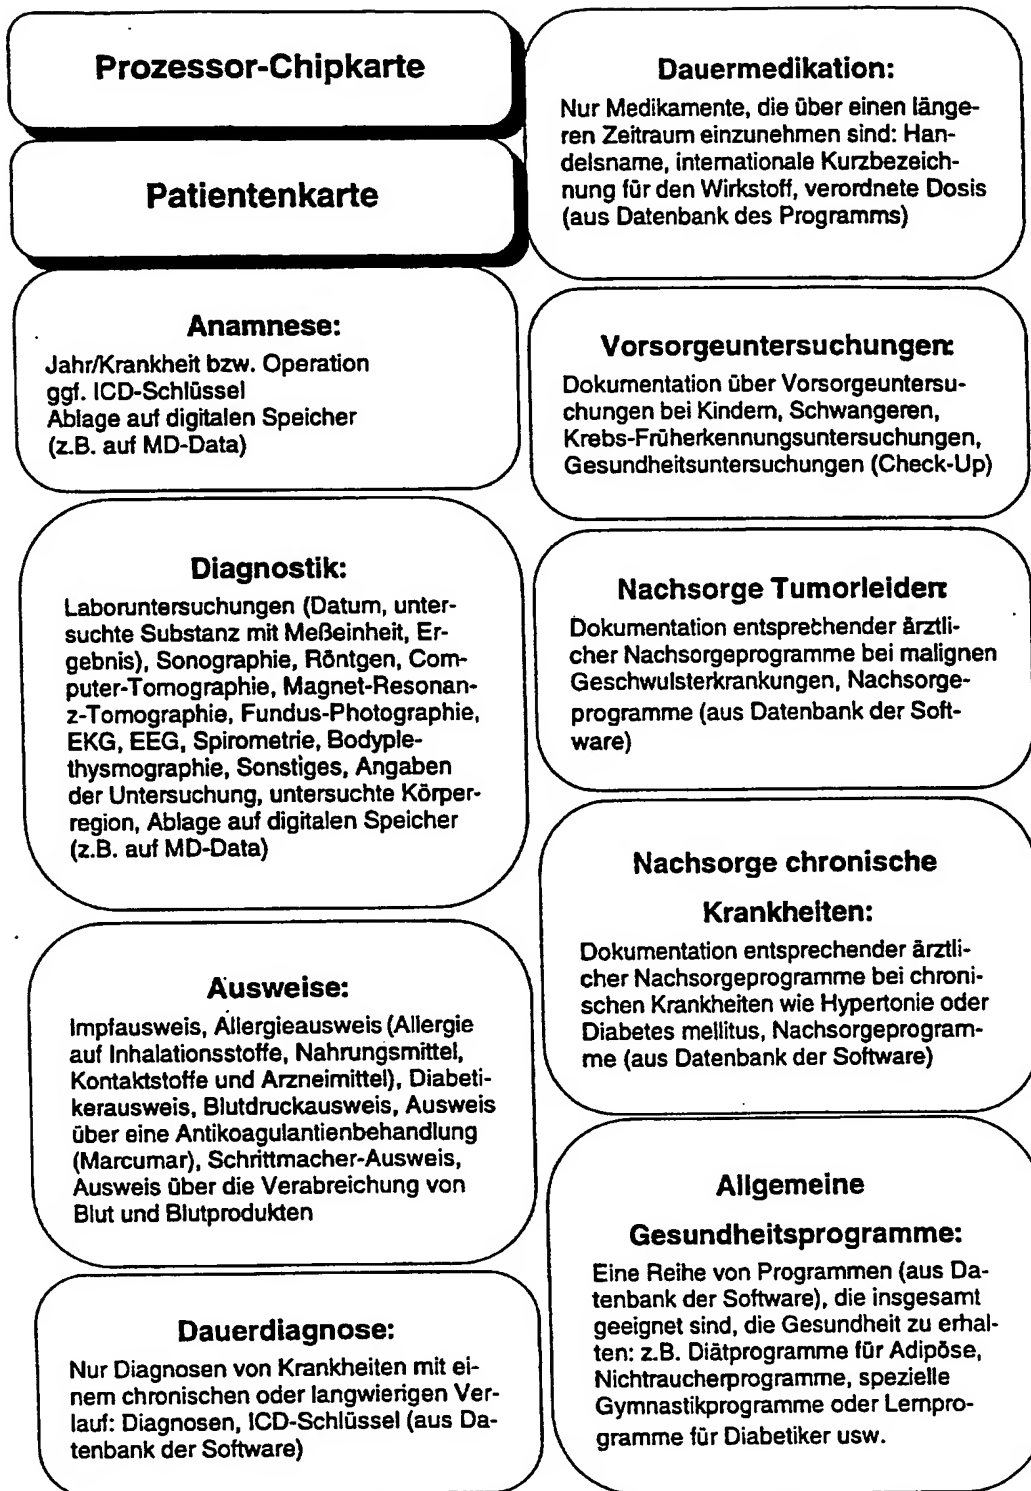 Prozessor-Chipkarte
Patientenkarte
Anamnese:
Jahr/Krankheit bzw. Operation
ggf. ICD-Schlüssel
Ablage auf digitalen Speicher
(z.B. auf MD-Data)
Diagnostik:
Laboruntersuchungen (Datum, unter-
suchte Substanz mit Meßeinheit, Er-
gebnis), Sonographie, Röntgen, Com-
puter-Tomographie, Magnet-Resonan-
z-Tomographie, Fundus-Photographie,
EKG, EEG, Spirometrie, Bodyple-
thysmographie, Sonstiges, Angaben
der Untersuchung, untersuchte Körper-
region, Ablage auf digitalen Speicher
(z.B. auf MD-Data)
Ausweise:
Impfausweis, Allergieausweis (Allergie
auf Inhalationsstoffe, Nahrungsmittel,
Kontaktstoffe und Arzneimittel), Diabeti-
kerausweis, Blutdruckausweis, Ausweis
über eine Antikoagulantienbehandlung
(Marcumar), Schrittmacher-Ausweis,
Ausweis über die Verabreichung von
Blut und Blutprodukten
Dauerdiagnose:
Nur Diagnosen von Krankheiten mit ei-
nem chronischen oder langwierigen Ver-
lauf: Diagnosen, ICD-Schlüssel (aus Da-
tenbank der Software)
Dauermedikation:
Nur Medikamente, die über einen länge-
ren Zeitraum einzunehmen sind: Han-
delsname, internationale Kurzbezeich-
nung für den Wirkstoff, verordnete Dosis
(aus Datenbank des Programms)
Vorsorgeuntersuchungen:
Dokumentation über Vorsorgeuntersu-
chungen bei Kindern, Schwangeren,
Krebs-Früherkennungsuntersuchungen,
Gesundheitsuntersuchungen (Check-Up)
Nachsorge Tumorleiden:
Dokumentation entsprechender ärztli-
cher Nachsorgeprogramme bei malignen
Geschwulsterkrankungen, Nachsorge-
programme (aus Datenbank der Soft-
ware)
Nachsorge chronische
Krankheiten:
Dokumentation entsprechender ärztli-
cher Nachsorgeprogramme bei chroni-
schen Krankheiten wie Hypertonie oder
Diabetes mellitus, Nachsorgeprogram-
me (aus Datenbank der Software)
Allgemeine
Gesundheitsprogramme:
Eine Reihe von Programmen (aus Da-
tenbank der Software), die insgesamt
geeignet sind, die Gesundheit zu erhal-
ten: z.B. Diätprogramme für Adipöse,
Nichtraucherprogramme, spezielle
Gymnastikprogramme oder Lernpro-
gramme für Diabetiker usw.